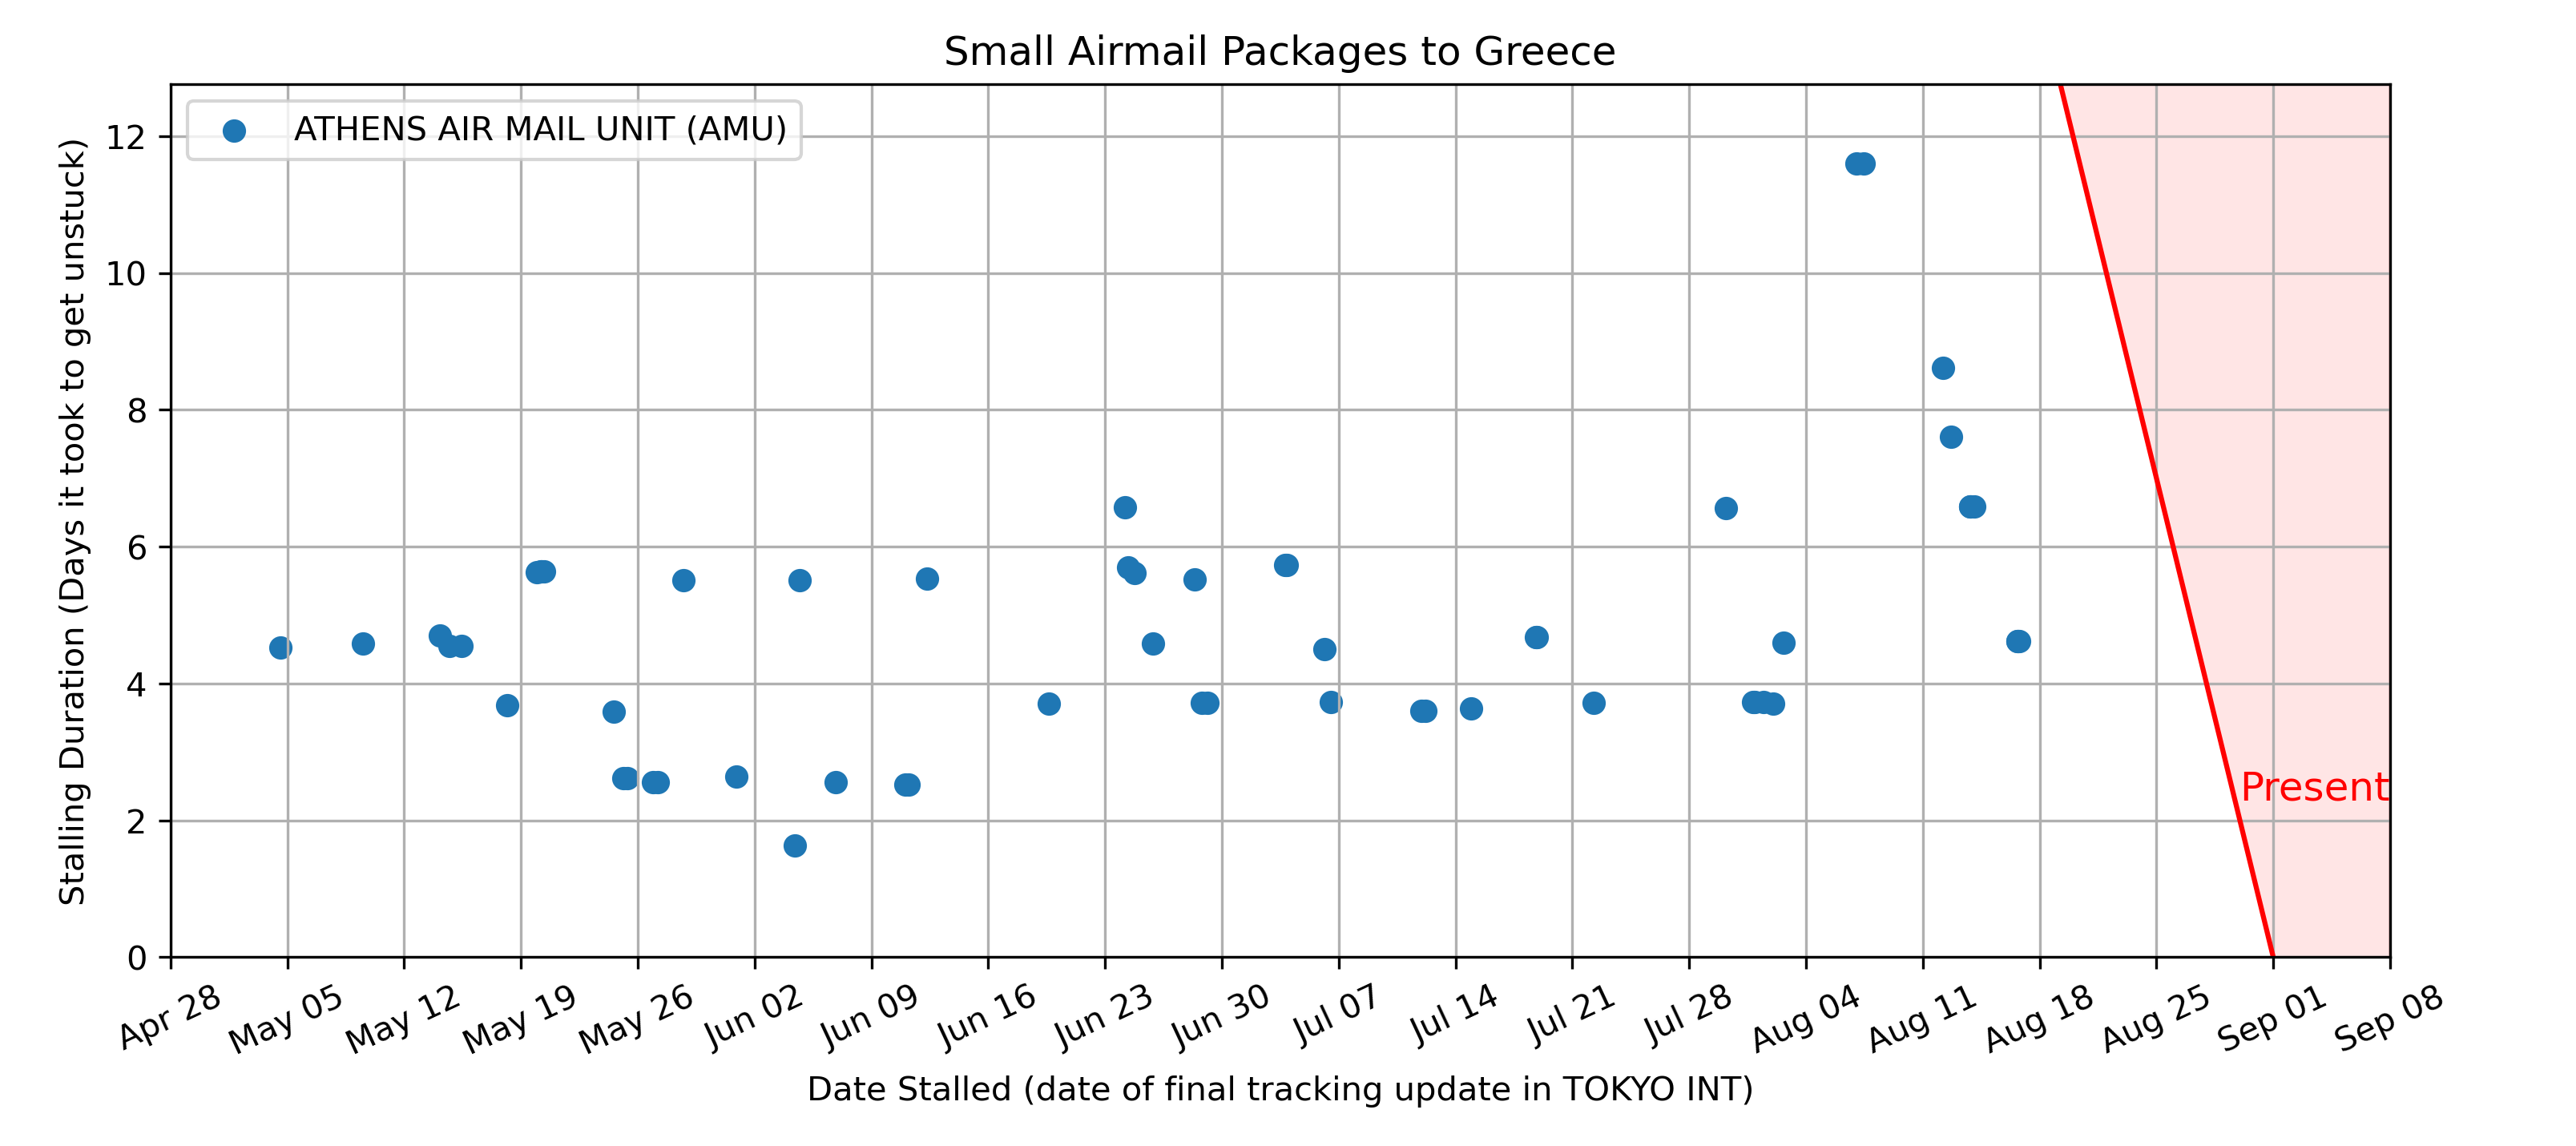 Small Airmail Packages to Greece
ATHENS AIR MAIL UNIT (AMU)
Stalling Duration (Days it took to get unstuck)
12
10
8
6
4
2
0
Present
Apr 28 May 05 May 12 May 19 May 26 Jun 02 Jun 09 Jun 16 Jun 23 Jun 30 Jul 07 Jul 14 Jul 21 Jul 28 Aug 04 Aug 11 Aug 18 Aug 25 Sep 01 Sep 08
Date Stalled (date of final tracking update in TOKYO INT)